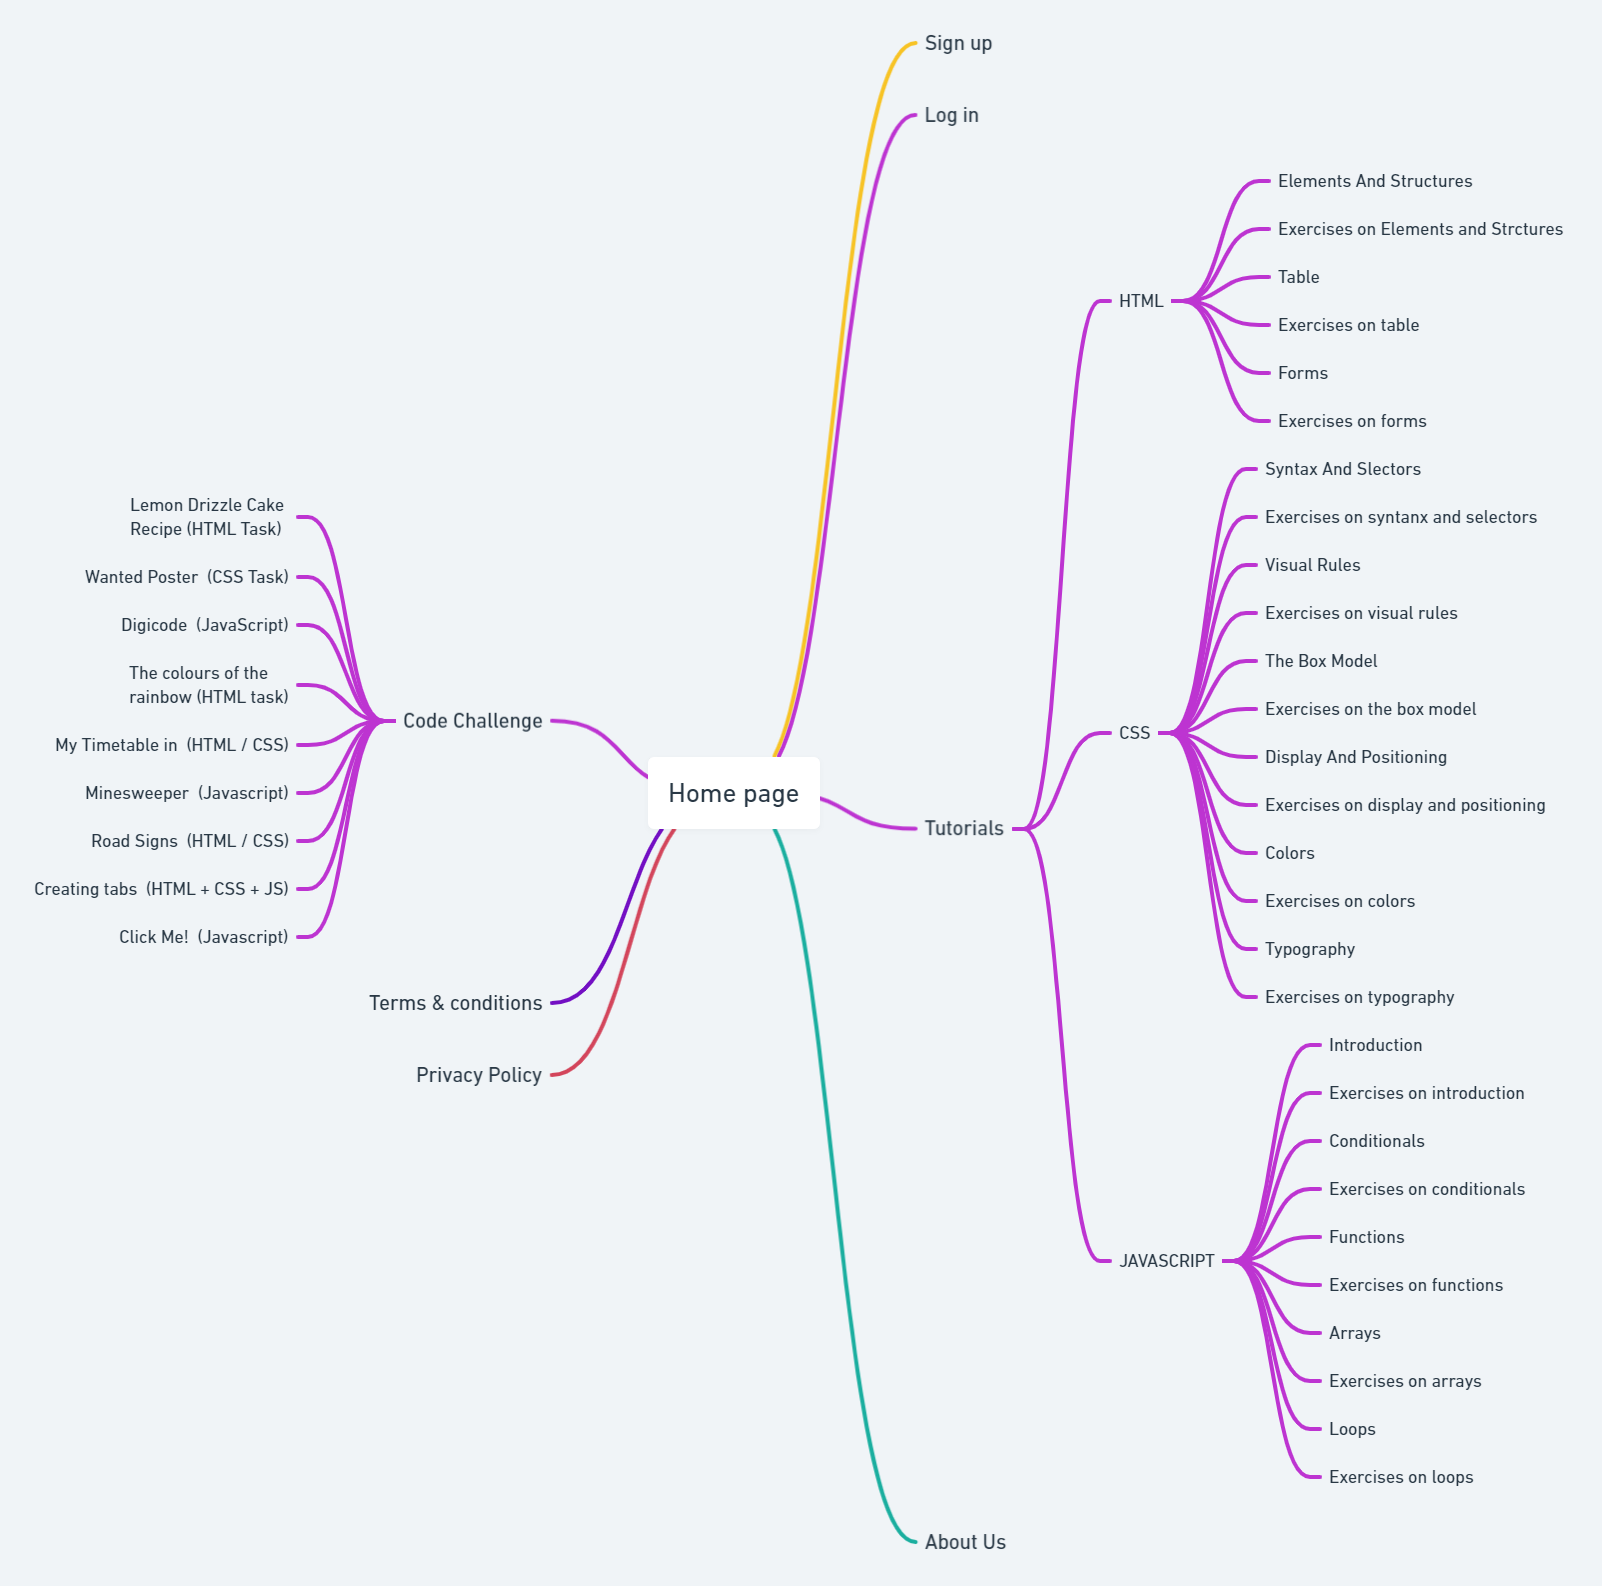 Sign up
Log in
Home page
Code Challenge
Lemon Drizzle Cake
Recipe (HTML Task)
Wanted Poster  (CSS Task)
Digicode  (JavaScript)
The colours of the
rainbow (HTML task)
My Timetable in  (HTML / CSS)
Minesweeper  (Javascript)
Road Signs  (HTML / CSS)
Creating tabs  (HTML + CSS + JS)
Click Me!  (Javascript)
Terms & conditions
Privacy Policy
Tutorials
HTML
Elements And Structures
Exercises on Elements and Strctures
Table
Exercises on table
Forms
Exercises on forms
CSS
Syntax And Slectors
Exercises on syntanx and selectors
Visual Rules
Exercises on visual rules
The Box Model
Exercises on the box model
Display And Positioning
Exercises on display and positioning
Colors
Exercises on colors
Typography
Exercises on typography
JAVASCRIPT
Introduction
Exercises on introduction
Conditionals
Exercises on conditionals
Functions
Exercises on functions
Arrays
Exercises on arrays
Loops
Exercises on loops
About Us